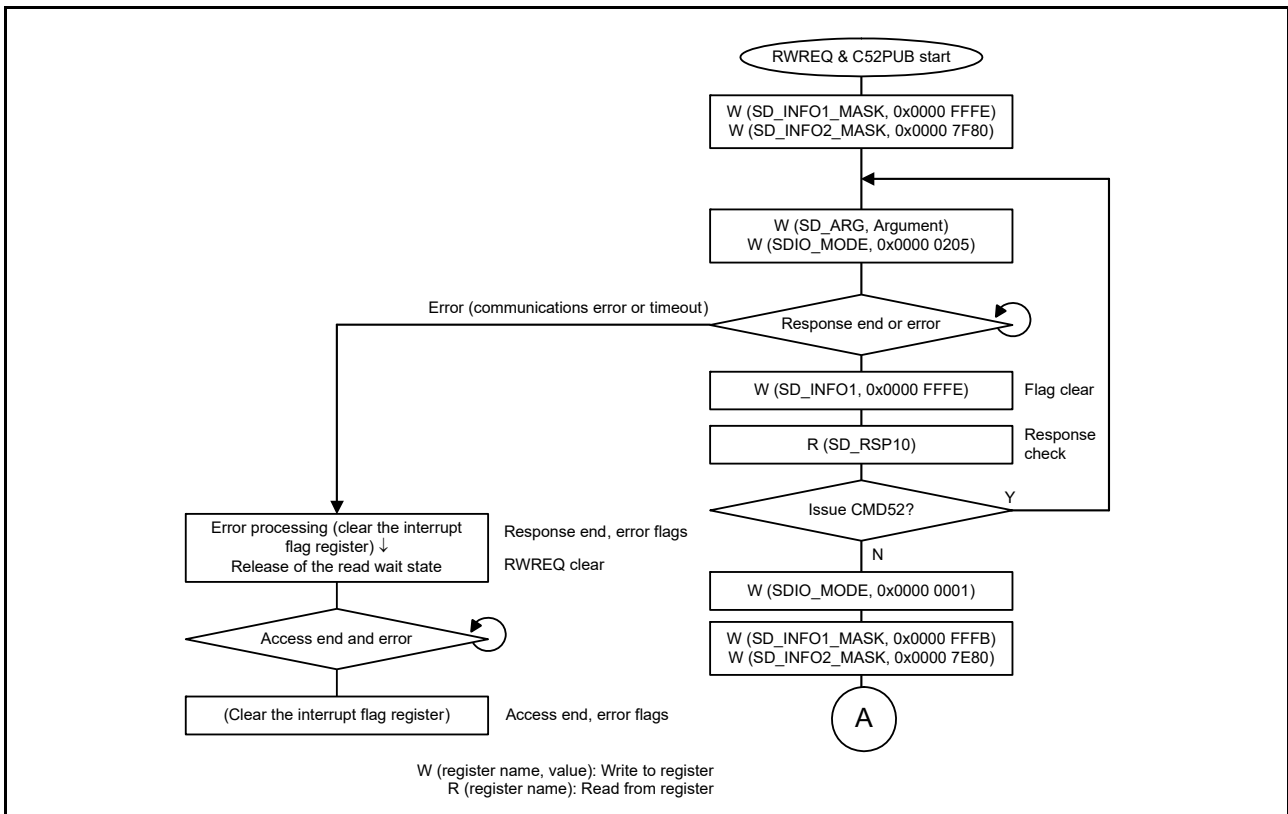 RWREQ & C52PUB start
W (SD_INFO1_MASK, 0x0000 FFFE)
W (SD_INFO2_MASK, 0x0000 7F80)
W (SD_ARG, Argument)
W (SDIO_MODE, 0x0000 0205)
Error (communications error or timeout)
Response end or error
W (SD_INFO1, 0x0000 FFFE)
Flag clear
R (SD_RSP10)
Response
check
Issue CMD52?
Y
N
Error processing (clear the interrupt
flag register) ↓
Release of the read wait state
Response end, error flags
RWREQ clear
W (SDIO_MODE, 0x0000 0001)
Access end and error
W (SD_INFO1_MASK, 0x0000 FFFB)
W (SD_INFO2_MASK, 0x0000 7E80)
(Clear the interrupt flag register)
Access end, error flags
A
W (register name, value): Write to register
R (register name): Read from register